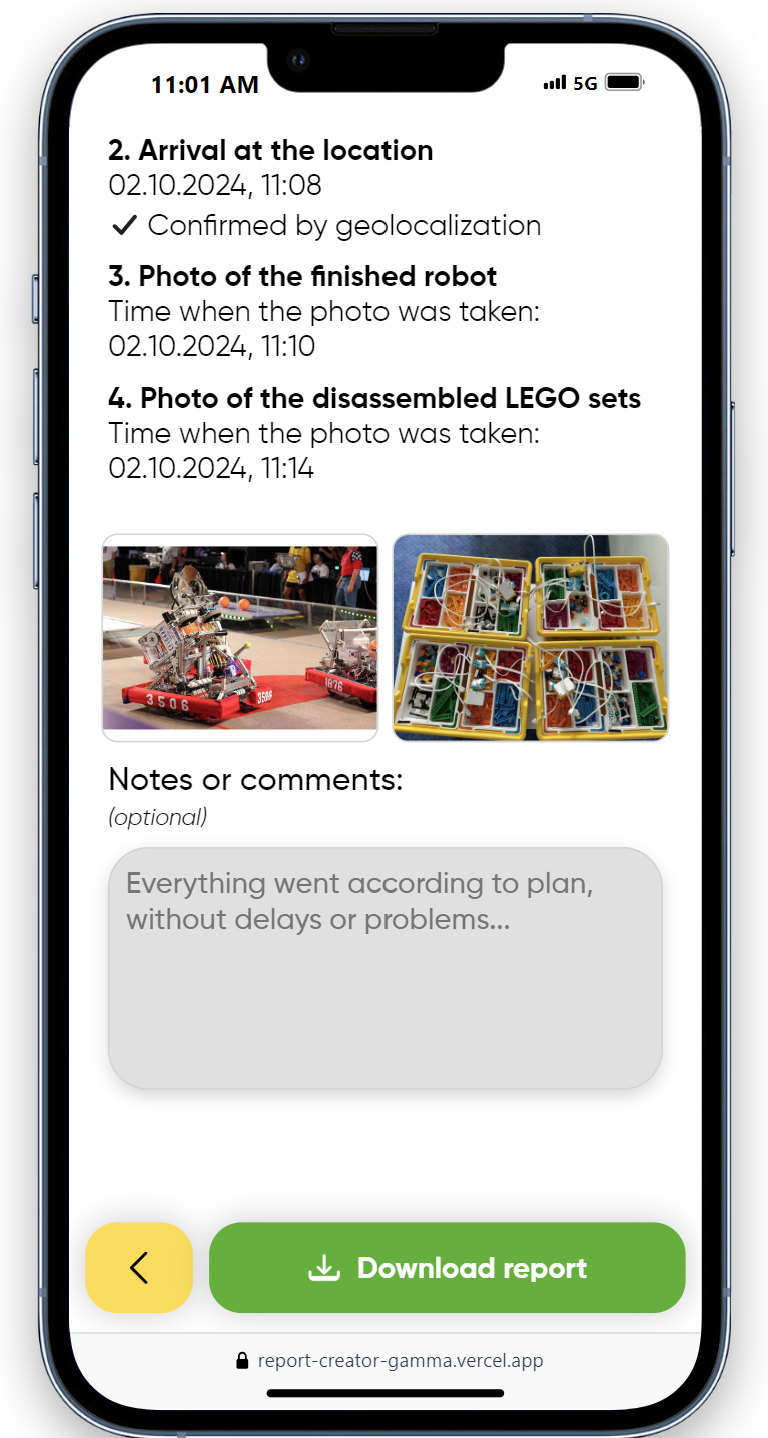 11:01 AM
5G
2. Arrival at the location
02.10.2024, 11:08
Confirmed by geolocalization
3. Photo of the finished robot
Time when the photo was taken:
02.10.2024, 11:10
4. Photo of the disassembled LEGO sets
Time when the photo was taken:
02.10.2024, 11:14
3506
3506
1876
Notes or comments:
(optional)
Everything went according to plan,
without delays or problems...
Download report
report-creator-gamma.vercel.app